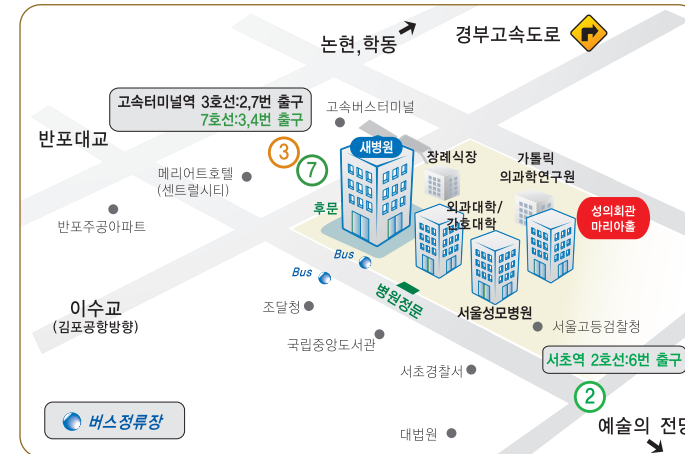 논현,학동
경부고속도로
고속터미널역 3호선:2,7번 출구
7호선:3,4번 출구
고속버스터미널
반포대교
3
7
새병원
장례식장
가톨릭
의과학연구원
메리어트호텔
(센트럴시티)
후문
외과대학/
간호대학
성의회관
마리아홀
반포주공아파트
Bus
Bus
병원정문
이수교
(김포공항방향)
조달청
서울성모병원
서울고등검찰청
국립중앙도서관
서초역 2호선:6번 출구
서초경찰서
2
버스정류장
대법원
예술의 전당